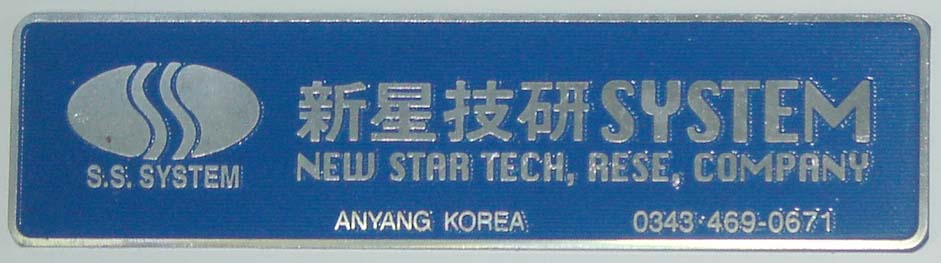 新星技研SYSTEM
NEW STAR TECH, RESE, COMPANY
S.S. SYSTEM
ANYANG KOREA 0343·469-0671